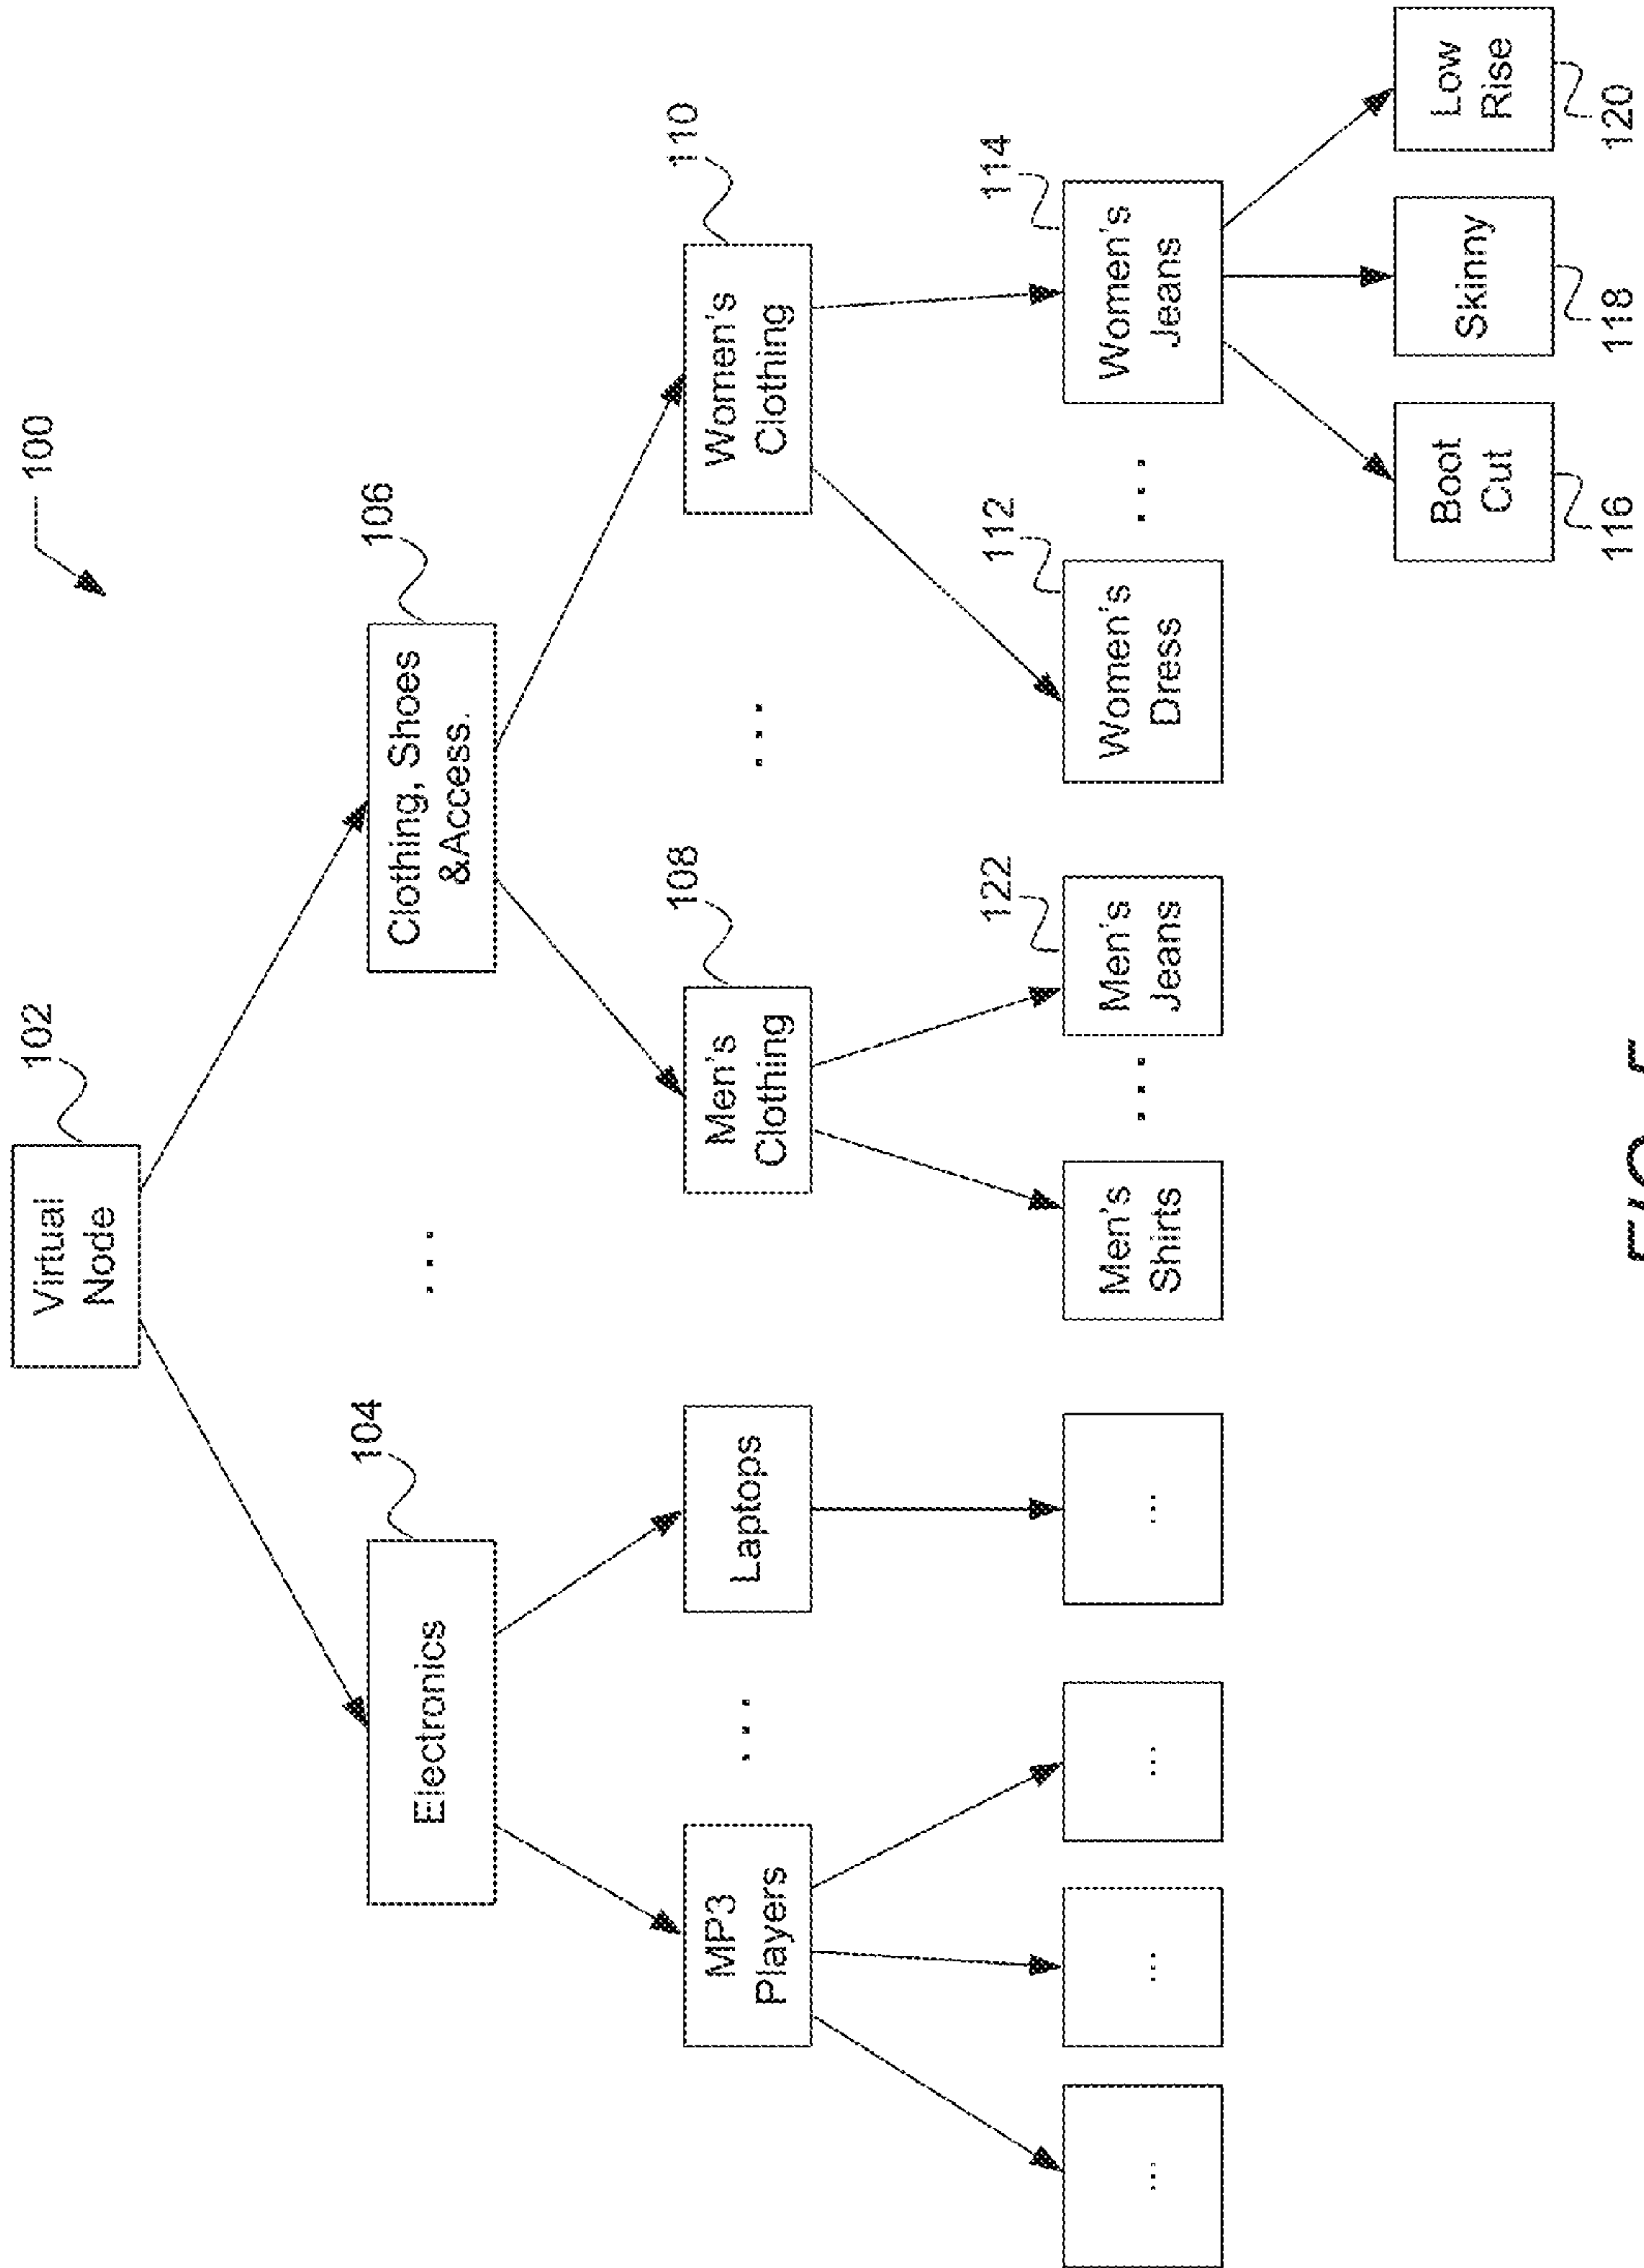 100
102
Virtual
Node
104
Electronics
...
106
Clothing, Shoes
&Access.
MP3
Players
...
Laptops
108
Men's
Clothing
...
110
Women's
Clothing
...
...
...
...
Men's
Shirts
...
122
Men's
Jeans
112
Women's
Dress
...
114
Women's
Jeans
Boot
Cut
Skinny
Low
Rise
116
118
120